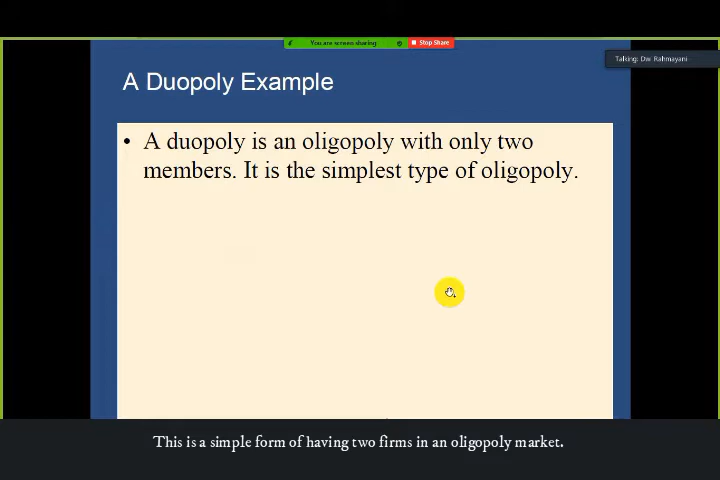 You are screen sharing
Stop Share
Talking: Dwi Rahmayani
A Duopoly Example
• A duopoly is an oligopoly with only two
members. It is the simplest type of oligopoly.
This is a simple form of having two firms in an oligopoly market.